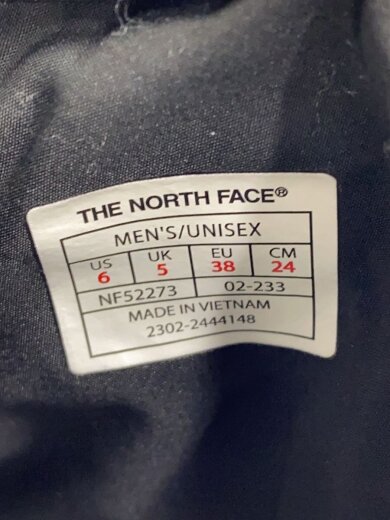 THE NORTH FACE®
MEN'S/UNISEX
US UK EU CM
6 5 38 24
NF52273 02-233
MADE IN VIETNAM
2302-2444148